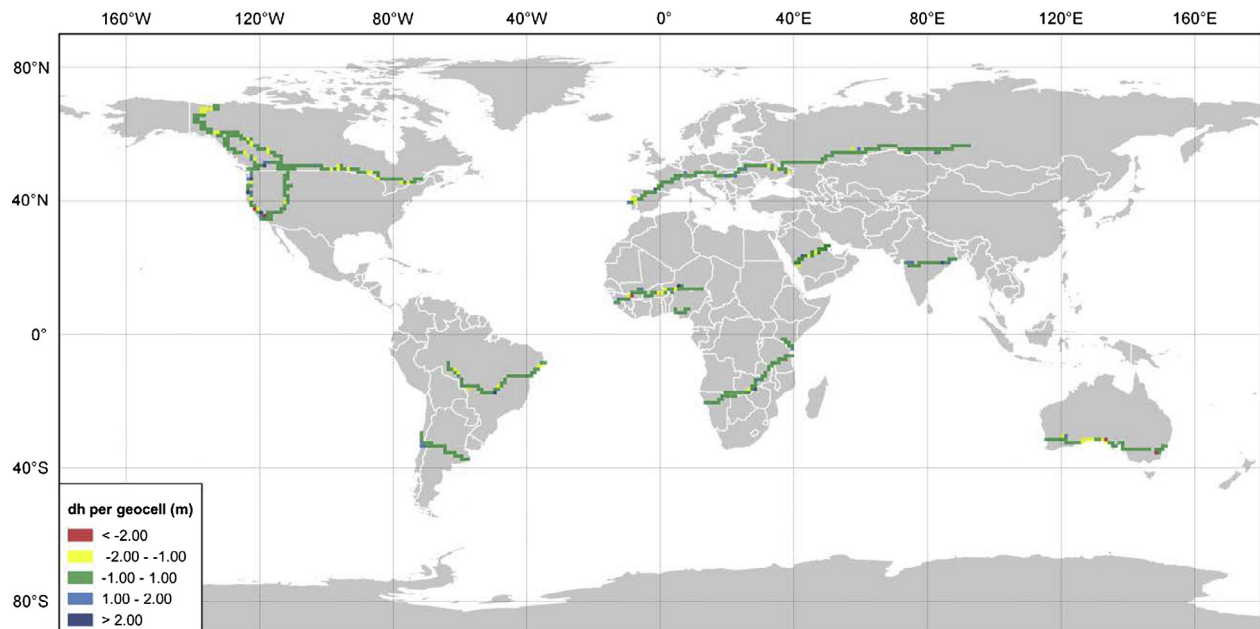 160°W 120°W 80°W 40°W 0° 40°E 80°E 120°E 160°E
80°N
40°N
0°
40°S
80°S
dh per geocell (m)
< -2.00
-2.00 - -1.00
-1.00 - 1.00
1.00 - 2.00
> 2.00